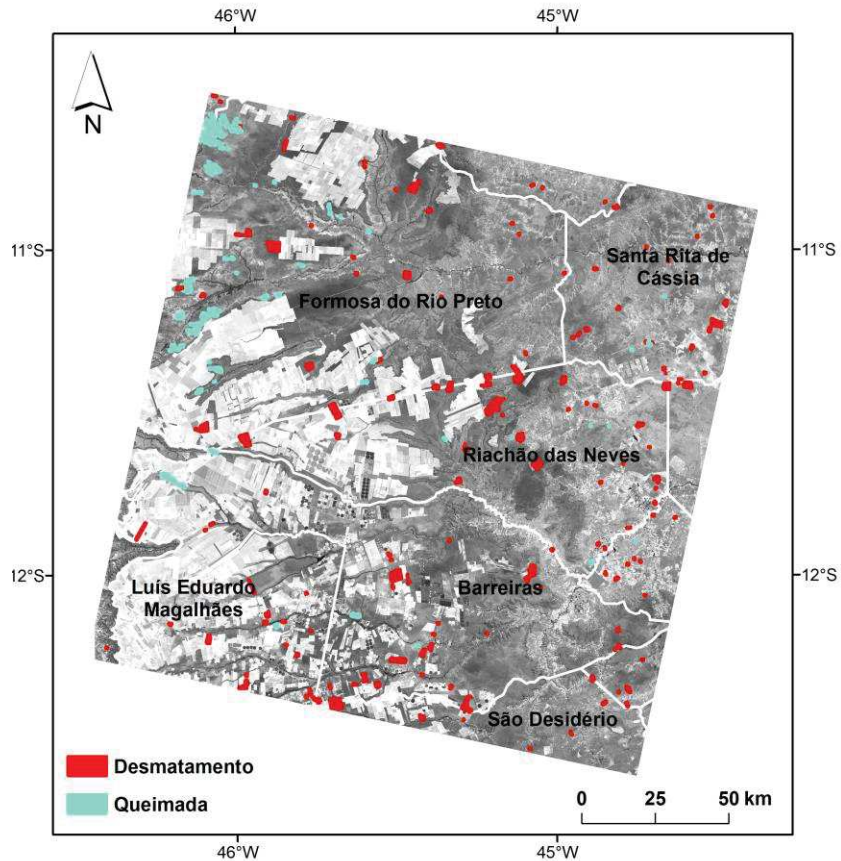 46°W
45°W
N
11°S
11°S
Santa Rita de
Cássia
Formosa do Rio Preto
Riachão das Neves
12°S
12°S
Luís Eduardo
Magalhães
Barreiras
São Desidério
Desmatamento
Queimada
0 25 50 km
46°W
45°W